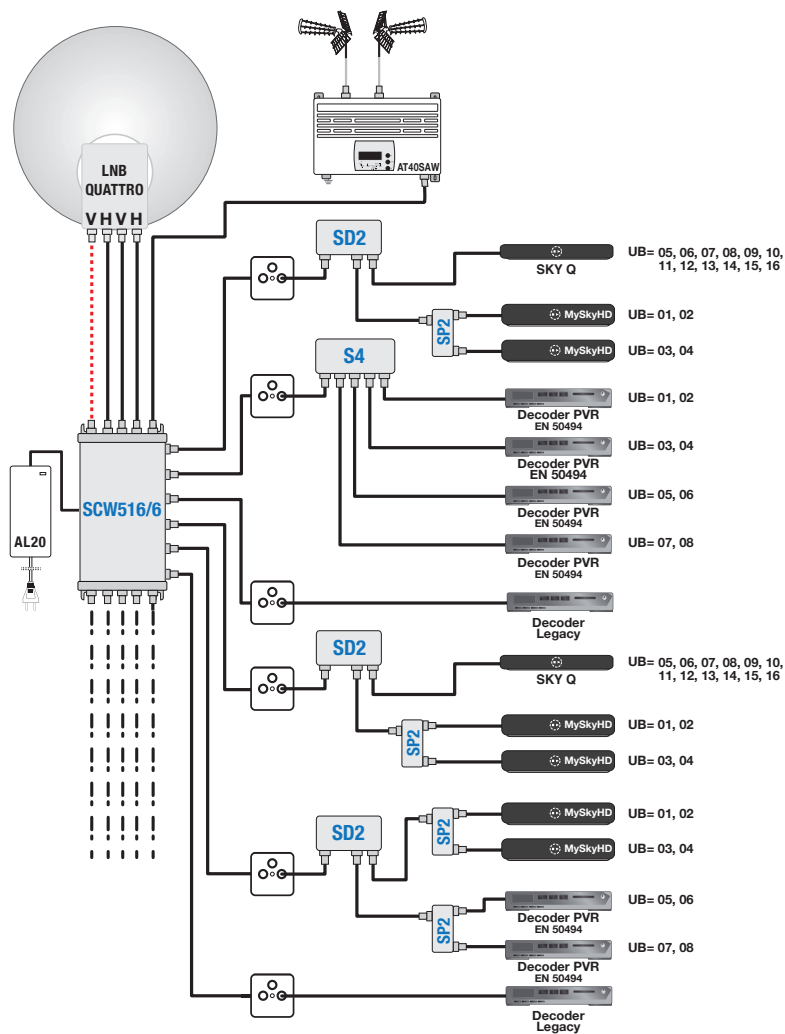 LNB
QUATTRO
V H V H
AT40SAW
SD2
SKY Q
UB= 05, 06, 07, 08, 09, 10,
11, 12, 13, 14, 15, 16
SP2
MySkyHD
UB= 01, 02
MySkyHD
UB= 03, 04
S4
Decoder PVR
EN 50494
UB= 01, 02
Decoder PVR
EN 50494
UB= 03, 04
Decoder PVR
EN 50494
UB= 05, 06
Decoder PVR
EN 50494
UB= 07, 08
SCW516/6
AL20
Decoder
Legacy
SD2
SKY Q
UB= 05, 06, 07, 08, 09, 10,
11, 12, 13, 14, 15, 16
SP2
MySkyHD
UB= 01, 02
MySkyHD
UB= 03, 04
SD2
SP2
MySkyHD
UB= 01, 02
MySkyHD
UB= 03, 04
SP2
Decoder PVR
EN 50494
UB= 05, 06
Decoder PVR
EN 50494
UB= 07, 08
Decoder
Legacy